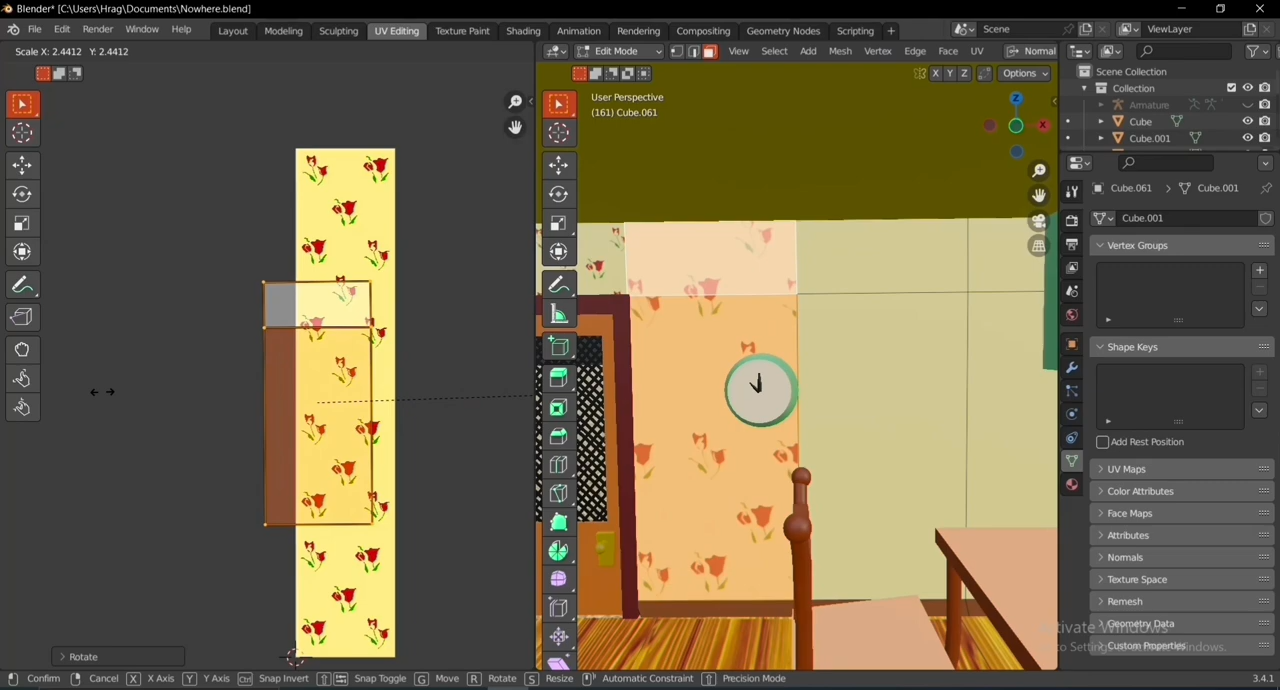 Blender* [C:\Users\Hrag\Documents\Nowhere.blend]
File Edit Render Window Help Layout Modeling Sculpting UV Editing Texture Paint Shading Animation Rendering Compositing Geometry Nodes Scripting + Scene ViewLayer
Scale X: 2.4412 Y: 2.4412 Edit Mode View Select Add Mesh Vertex Edge Face UV Normal
X Y Z Options
Scene Collection
Collection
Armature
Cube
Cube.001
User Perspective
(161) Cube.061
Z
X
Cube.061 > Cube.001
Cube.001
Vertex Groups
Shape Keys
Add Rest Position
UV Maps
Color Attributes
Face Maps
Attributes
Normals
Texture Space
Remesh
Geometry Data
Custom Properties
Rotate
Confirm Cancel X X Axis Y Y Axis Ctrl Snap Invert Snap Toggle G Move R Rotate S Resize Automatic Constraint Precision Mode 3.4.1